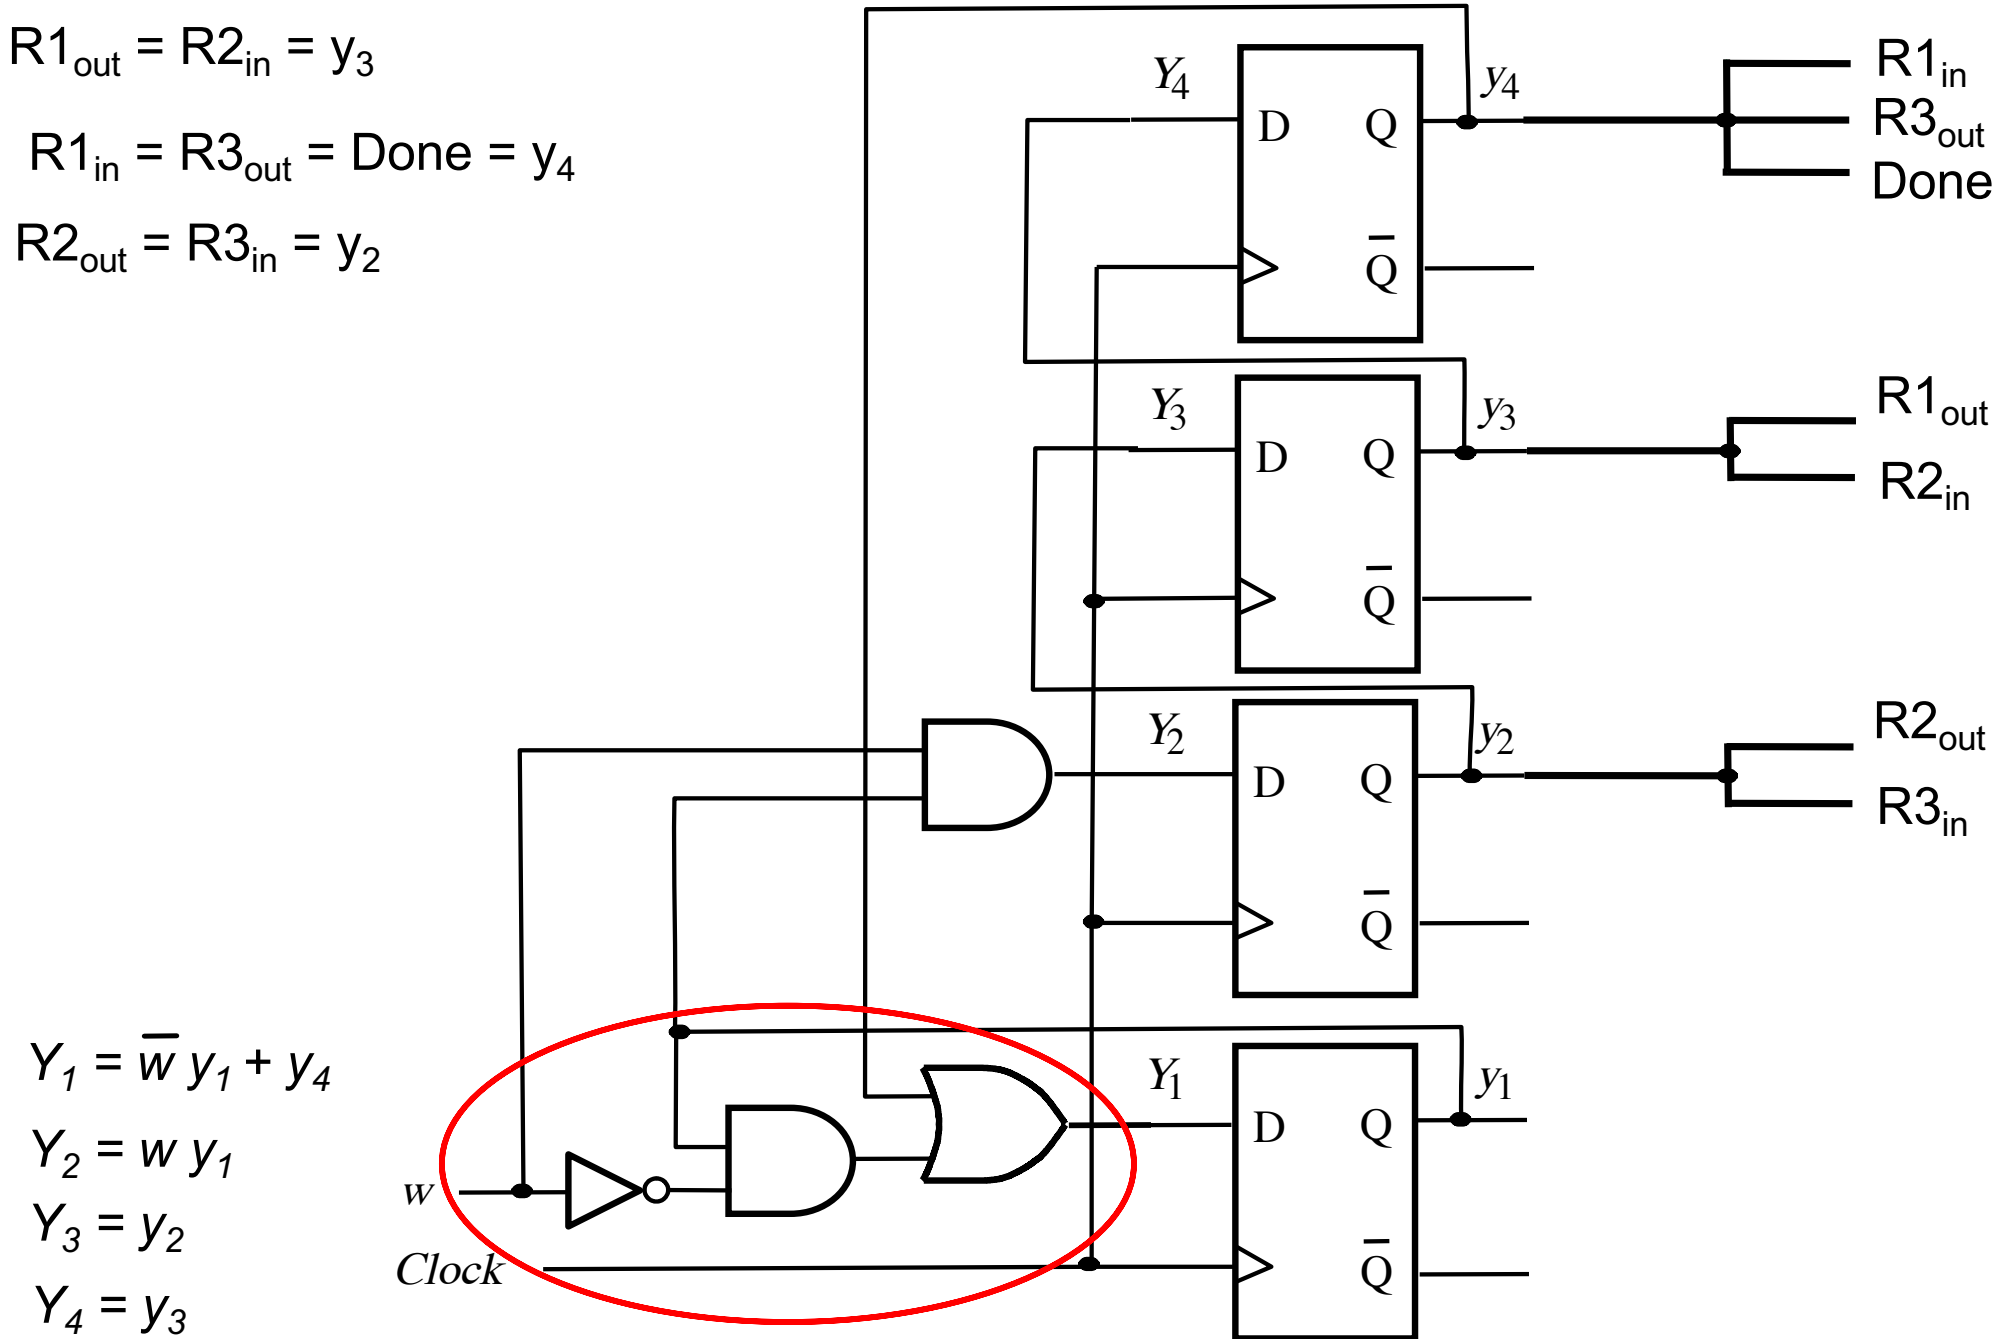 R1out = R2in = y3
R1in = R3out = Done = y4
R2out = R3in = y2
Y4
D
Q
Q̅
y4
R1in
R3out
Done
Y3
D
Q
Q̅
y3
R1out
R2in
Y2
D
Q
Q̅
y2
R2out
R3in
Y1
D
Q
Q̅
y1
w
Clock
Y1 = w̅ y1 + y4
Y2 = w y1
Y3 = y2
Y4 = y3